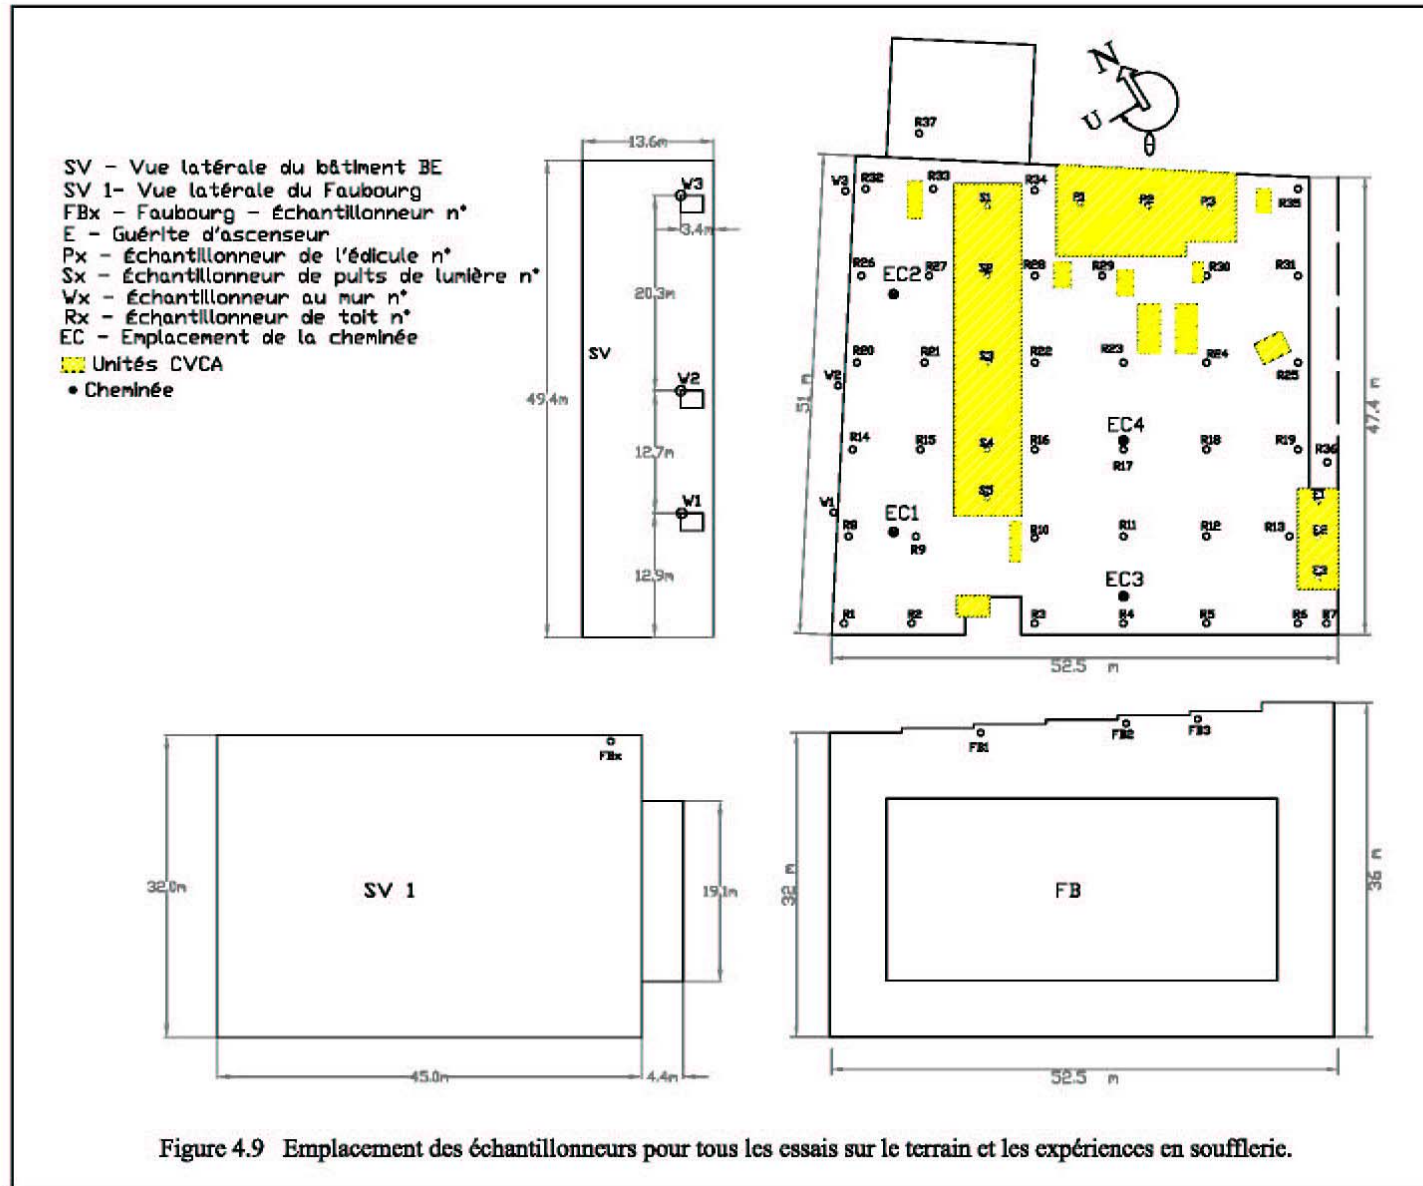 SV - Vue latérale du bâtiment BE
SV 1- Vue latérale du Faubourg
FBx - Faubourg - échantillonneur n°
E - Guérite d'ascenseur
Px - échantillonneur de l'édicule n°
Sx - échantillonneur de puits de lumière n°
Wx - échantillonneur au mur n°
Rx - échantillonneur de toit n°
EC - Emplacement de la cheminée
Unités CVCA
Cheminée
13.6m
W3
3.4m
20.3m
SV
49.4m
W2
12.7m
W1
12.9m
N
U
θ
R37
W3 R32 R33 S1 R34 P1 P2 P3 R35
R26 EC2 R27 S2 R28 R29 R30 R31
51 m
W2 R20 R21 S3 R22 R23 R24 R25
47.4 m
EC4
R14 R15 S4 R16 R17 R18 R19 R36
W1 S5 E1
R8 EC1 R9 R10 R11 R12 R13 E2
EC3 E3
R1 R2 R3 R4 R5 R6 R7
52.5 m
FBx
32.0m
SV 1
19.1m
45.0m
4.4m
FB1 FB2 FB3
32 m
FB
36 m
52.5 m
Figure 4.9 Emplacement des échantillonneurs pour tous les essais sur le terrain et les expériences en soufflerie.